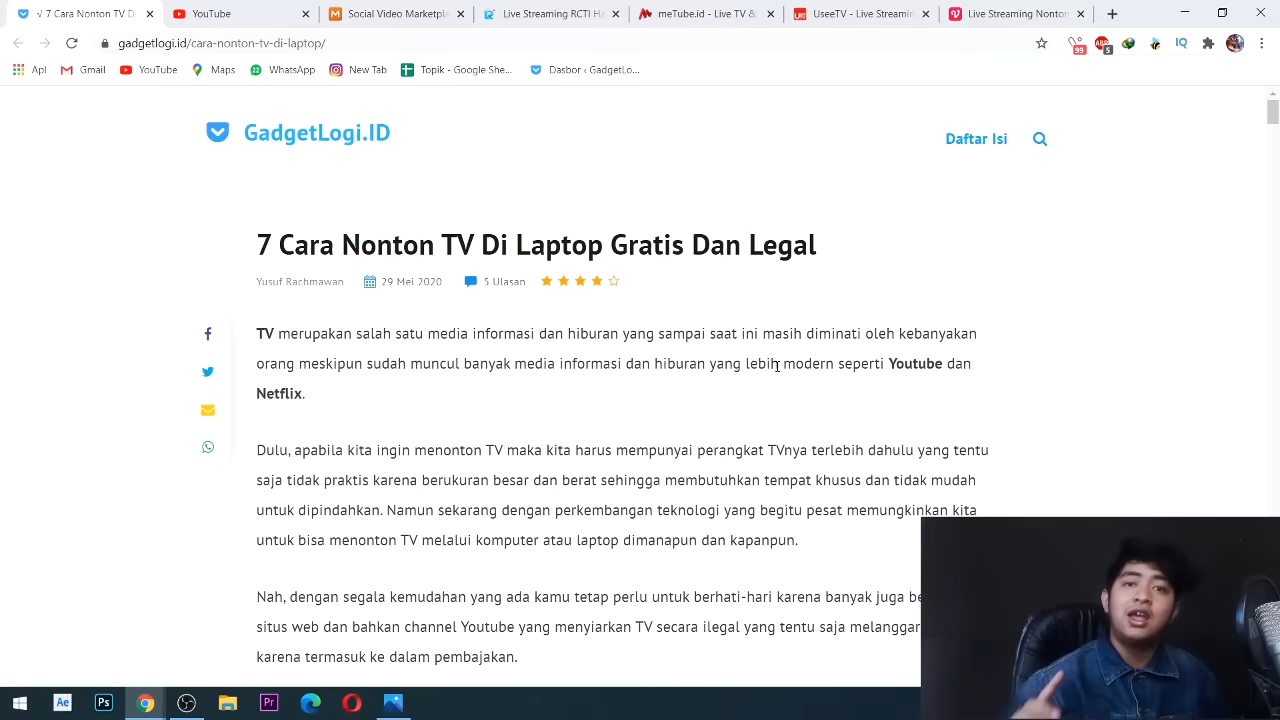 √ 7 Cara Nonton TV Di
YouTube
Social Video Marketpla
Live Streaming RCTI Ha
meTube.id - Live TV &
UseeTV - Live Streamin
Live Streaming Nonton
gadgetlogi.id/cara-nonton-tv-di-laptop/
99
5
IQ
Apl
Gmail
YouTube
Maps
22
WhatsApp
New Tab
Topik - Google She...
Dasbor ‹ GadgetLo...
GadgetLogi.ID
Daftar Isi
7 Cara Nonton TV Di Laptop Gratis Dan Legal
Yusuf Rachmawan
29 Mei 2020
5 Ulasan
TV merupakan salah satu media informasi dan hiburan yang sampai saat ini masih diminati oleh kebanyakan
orang meskipun sudah muncul banyak media informasi dan hiburan yang lebih modern seperti Youtube dan
Netflix.
Dulu, apabila kita ingin menonton TV maka kita harus mempunyai perangkat TVnya terlebih dahulu yang tentu
saja tidak praktis karena berukuran besar dan berat sehingga membutuhkan tempat khusus dan tidak mudah
untuk dipindahkan. Namun sekarang dengan perkembangan teknologi yang begitu pesat memungkinkan kita
untuk bisa menonton TV melalui komputer atau laptop dimanapun dan kapanpun.
Nah, dengan segala kemudahan yang ada kamu tetap perlu untuk berhati-hari karena banyak juga be
situs web dan bahkan channel Youtube yang menyiarkan TV secara ilegal yang tentu saja melanggar
karena termasuk ke dalam pembajakan.
Ae
Ps
Pr